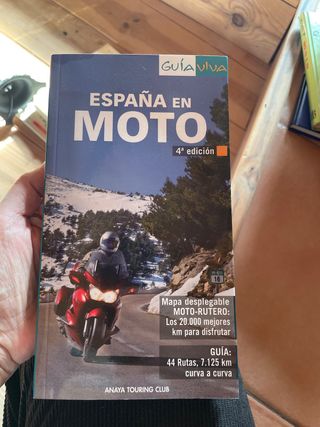 GUÍA VIVA
ESPAÑA EN
MOTO
4ª edición
Mapa desplegable
MOTO-RUTERO:
Los 20.000 mejores
km para disfrutar
GUÍA:
44 Rutas, 7.125 km
curva a curva
ANAYA TOURING CLUB